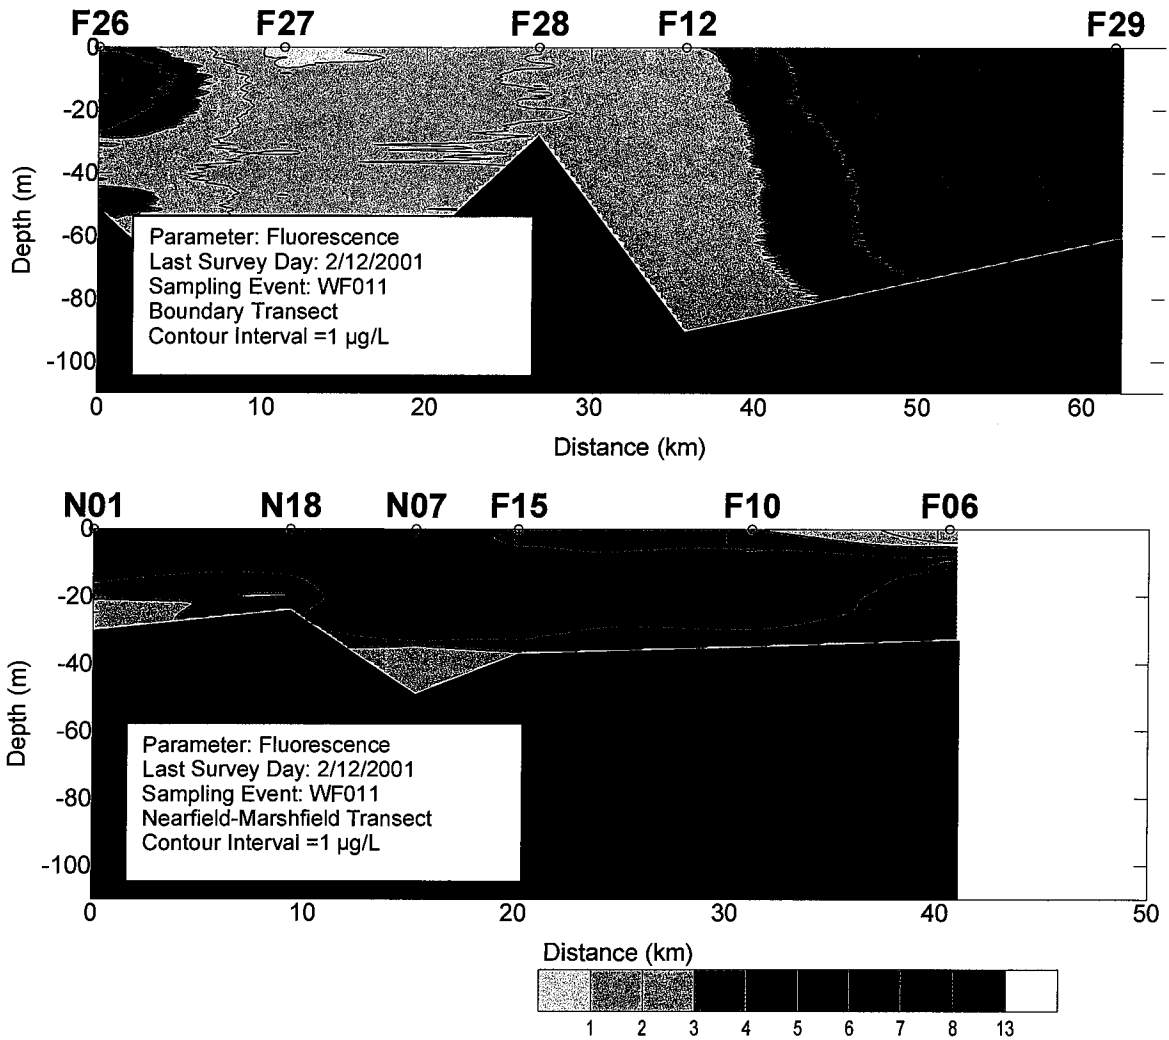 F26 F27 F28 F12 F29
0
-20
-40
-60
-80
-100
Depth (m)
Parameter: Fluorescence
Last Survey Day: 2/12/2001
Sampling Event: WF011
Boundary Transect
Contour Interval =1 µg/L
0 10 20 30 40 50 60
Distance (km)
N01 N18 N07 F15 F10 F06
0
-20
-40
-60
-80
-100
Depth (m)
Parameter: Fluorescence
Last Survey Day: 2/12/2001
Sampling Event: WF011
Nearfield-Marshfield Transect
Contour Interval =1 µg/L
0 10 20 30 40 50
Distance (km)
1 2 3 4 5 6 7 8 13